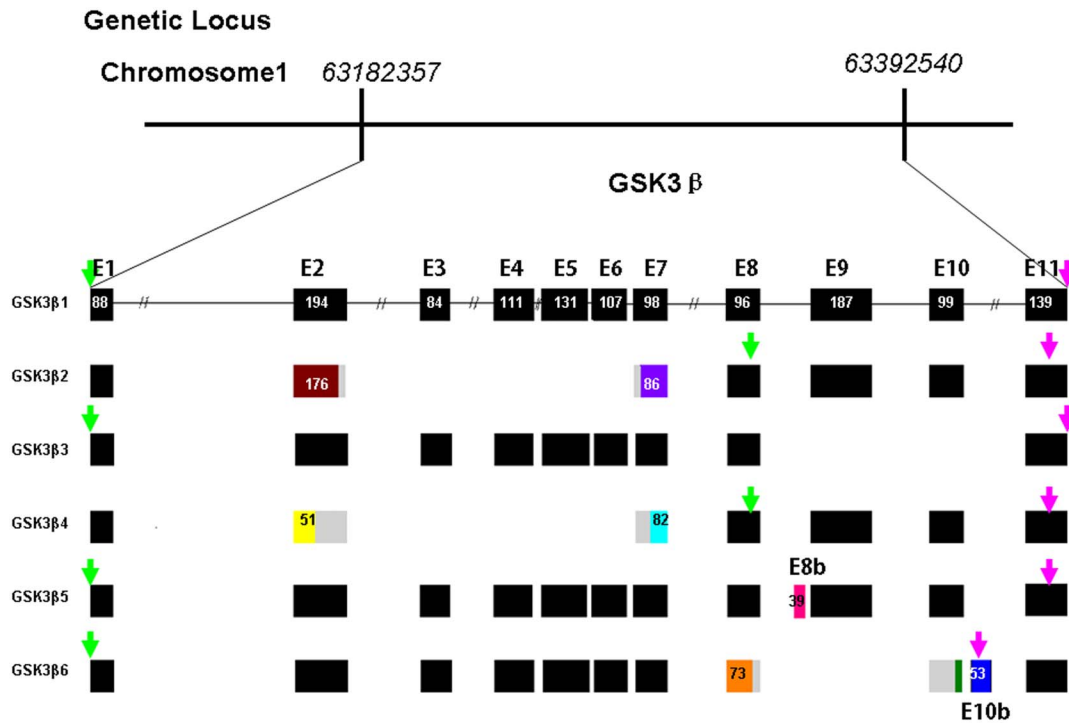 Genetic Locus
Chromosome1 63182357 63392540
GSK3 β
E1 E2 E3 E4 E5 E6 E7 E8 E9 E10 E11
GSK3β1 88 // 194 // 84 // 111 // 131 107 98 // 96 187 99 // 139
GSK3β2 176 86
GSK3β3
GSK3β4 51 82
E8b
GSK3β5 39
GSK3β6 73 53
E10b